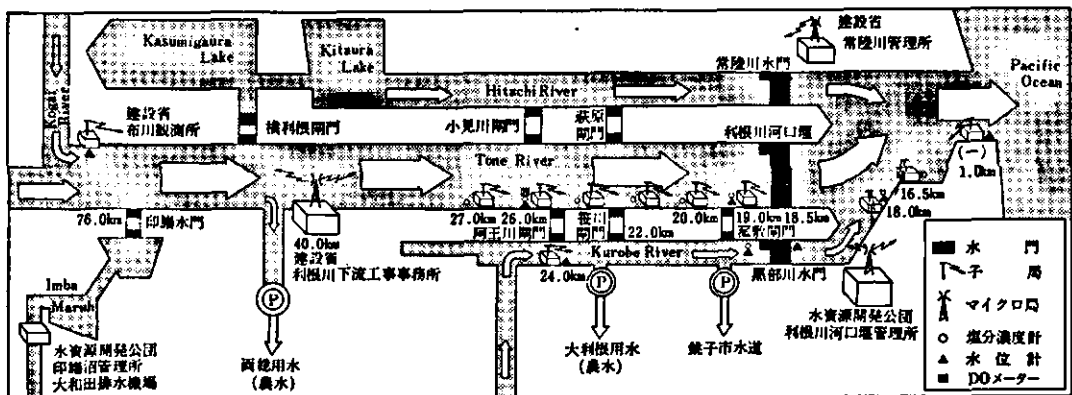 Kasumigaura
Lake
Kitaura
Lake
建設省
常陸川管理所
Pacific
Ocean
常陸川水門
Hitachi River
Kogai
River
建設省
布川観測所
横利根閘門
小見川閘門
萩原
閘門
利根川河口堰
Tone River
(一)
1.0km
16.5km
18.0km
76.0km
印旛水門
40.0km
建設省
利根川下流工事事務所
27.0km
26.0km
阿玉川閘門
笹川
閘門
22.0km
20.0km
19.0km
18.5km
Kurobe River
24.0km
黒部川水門
Imba
Marsh
水資源開発公団
印旛沼管理所
大和田排水機場
P
両総用水
(農水)
P
大利根用水
(農水)
P
銚子市水道
水資源開発公団
利根川河口堰管理所
水門
子局
マイクロ局
塩分濃度計
水位計
DOメーター